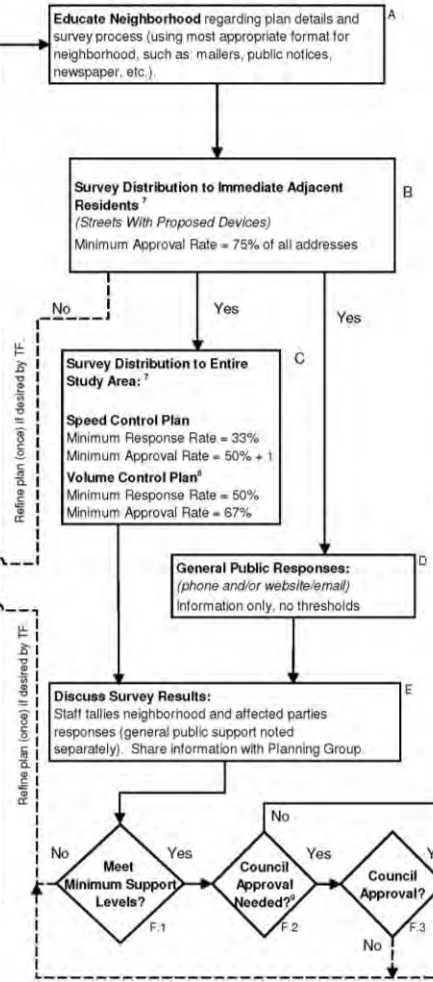 Educate Neighborhood regarding plan details and
survey process (using most appropriate format for
neighborhood, such as: mailers, public notices,
newspaper, etc.).
A
Survey Distribution to Immediate Adjacent
Residents 7
(Streets With Proposed Devices)
Minimum Approval Rate = 75% of all addresses
B
No
Yes
Yes
Refine plan (once) if desired by TF.
Survey Distribution to Entire
Study Area: 7
Speed Control Plan
Minimum Response Rate = 33%
Minimum Approval Rate = 50% + 1
Volume Control Plan8
Minimum Response Rate = 50%
Minimum Approval Rate = 67%
C
General Public Responses:
(phone and/or website/email)
Information only, no thresholds
D
Refine plan (once) if desired by TF.
Discuss Survey Results:
Staff tallies neighborhood and affected parties
responses (general public support noted
separately). Share information with Planning Group
E
No
No
Meet
Minimum Support
Levels?
F.1
Yes
Council
Approval
Needed?9
F.2
Yes
Council
Approval?
F.3
No